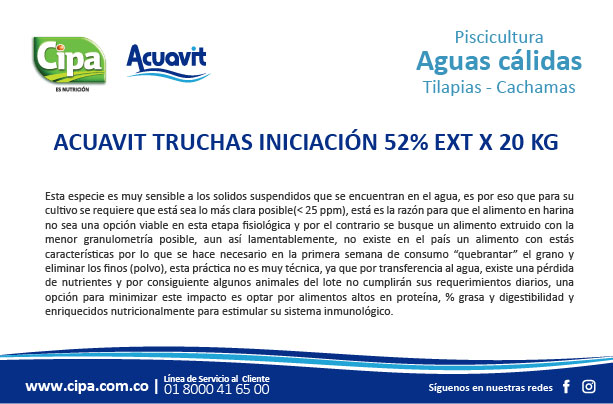 Cipa
ES NUTRICIÓN
Acuavit
Piscicultura
Aguas cálidas
Tilapias - Cachamas
ACUAVIT TRUCHAS INICIACIÓN 52% EXT X 20 KG
Esta especie es muy sensible a los solidos suspendidos que se encuentran en el agua, es por eso que para su
cultivo se requiere que está sea lo más clara posible(< 25 ppm), está es la razón para que el alimento en harina
no sea una opción viable en esta etapa fisiológica y por el contrario se busque un alimento extruido con la
menor granulometría posible, aun así lamentablemente, no existe en el país un alimento con estás
características por lo que se hace necesario en la primera semana de consumo “quebrantar” el grano y
eliminar los finos (polvo), esta práctica no es muy técnica, ya que por transferencia al agua, existe una pérdida
de nutrientes y por consiguiente algunos animales del lote no cumplirán sus requerimientos diarios, una
opción para minimizar este impacto es optar por alimentos altos en proteína, % grasa y digestibilidad y
enriquecidos nutricionalmente para estimular su sistema inmunológico.
www.cipa.com.co | Línea de Servicio al Cliente
01 8000 41 65 00
Síguenos en nuestras redes